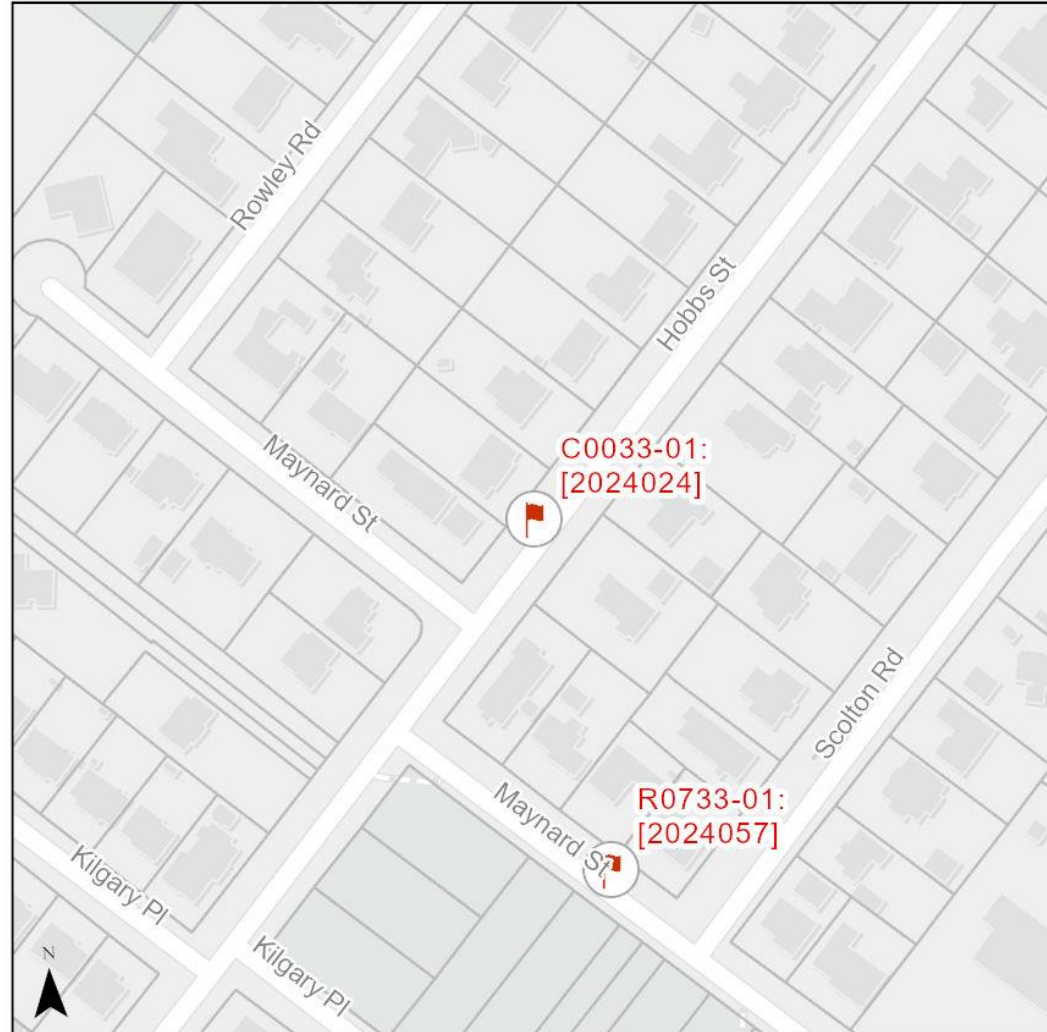 Rowley Rd
Hobbs St
C0033-01:
[2024024]
Maynard St
Scolton Rd
R0733-01:
[2024057]
Maynard St
Kilgary Pl
Kilgary Pl
N